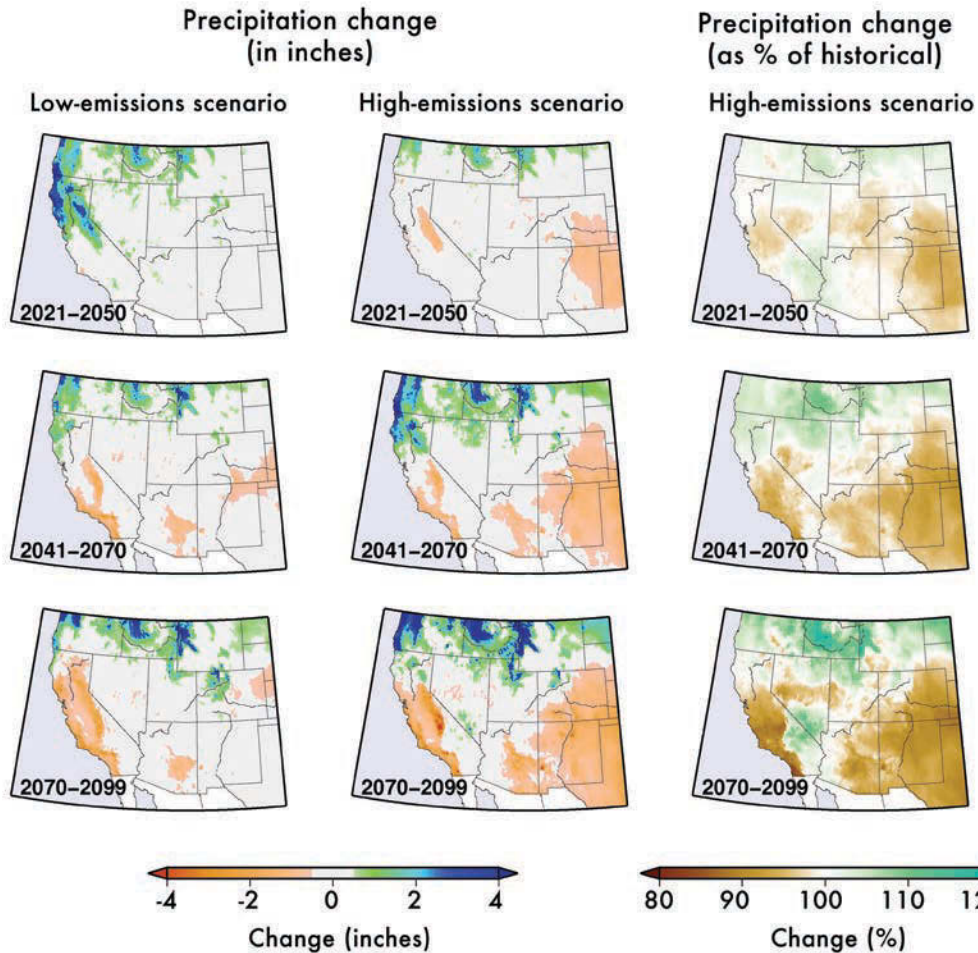 Precipitation change
(in inches)
Precipitation change
(as % of historical)
Low-emissions scenario
High-emissions scenario
High-emissions scenario
2021–2050
2021–2050
2021–2050
2041–2070
2041–2070
2041–2070
2070–2099
2070–2099
2070–2099
-4 -2 0 2 4
Change (inches)
80 90 100 110
Change (%)